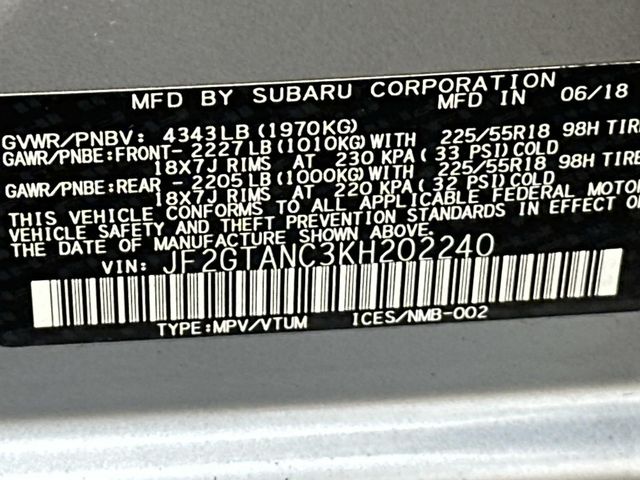 MFD BY SUBARU CORPORATION
MFD IN 06/18
GVWR/PNBV: 4343LB(1970KG)
GAWR/PNBE:FRONT- 2227LB(1010KG)WITH 225/55R18 98H TIRE
18X7J RIMS AT 230 KPA( 33 PSI)COLD
GAWR/PNBE:REAR - 2205LB(1000KG)WITH 225/55R18 98H TIRE
18X7J RIMS AT 220 KPA( 32 PSI)COLD
THIS VEHICLE CONFORMS TO ALL APPLICABLE FEDERAL MOTOR
VEHICLE SAFETY AND THEFT PREVENTION STANDARDS IN EFFECT
THE DATE OF MANUFACTURE SHOWN ABOVE.
VIN: JF2GTANC3KH202240
TYPE:MPV/VTUM ICES/NMB-002